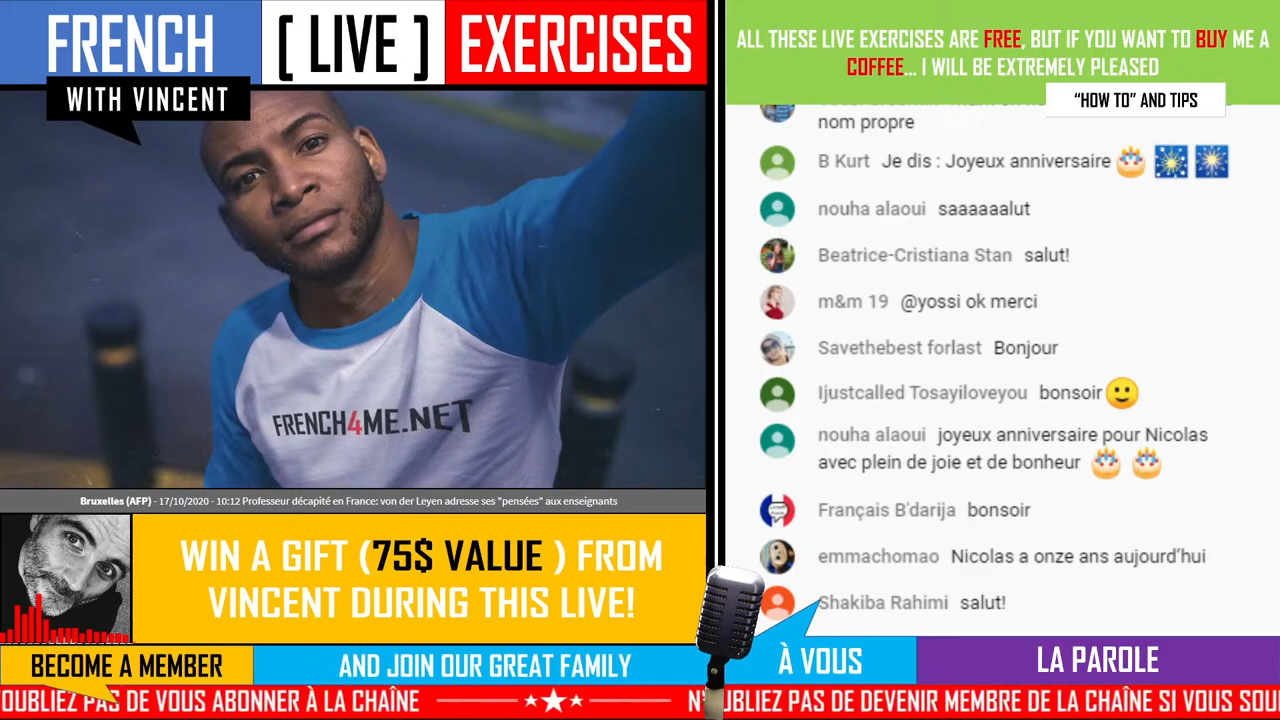 FRENCH [ LIVE ] EXERCISES
WITH VINCENT
FRENCH4ME.NET
Bruxelles (AFP) - 17/10/2020 - 10:12 Professeur décapité en France: von der Leyen adresse ses "pensées" aux enseignants
WIN A GIFT (75$ VALUE ) FROM
VINCENT DURING THIS LIVE!
BECOME A MEMBER
AND JOIN OUR GREAT FAMILY
ALL THESE LIVE EXERCISES ARE FREE, BUT IF YOU WANT TO BUY ME A
COFFEE... I WILL BE EXTREMELY PLEASED
“HOW TO” AND TIPS
nom propre
B Kurt Je dis : Joyeux anniversaire
nouha alaoui saaaaaalut
Beatrice-Cristiana Stan salut!
m&m 19 @yossi ok merci
Savethebest forlast Bonjour
Ijustcalled Tosayiloveyou bonsoir
nouha alaoui joyeux anniversaire pour Nicolas
avec plein de joie et de bonheur
Français B'darija bonsoir
emmachomao Nicolas a onze ans aujourd'hui
Shakiba Rahimi salut!
À VOUS
LA PAROLE
'OUBLIEZ PAS DE VOUS ABONNER À LA CHAÎNE
N'OUBLIEZ PAS DE DEVENIR MEMBRE DE LA CHAÎNE SI VOUS SOU